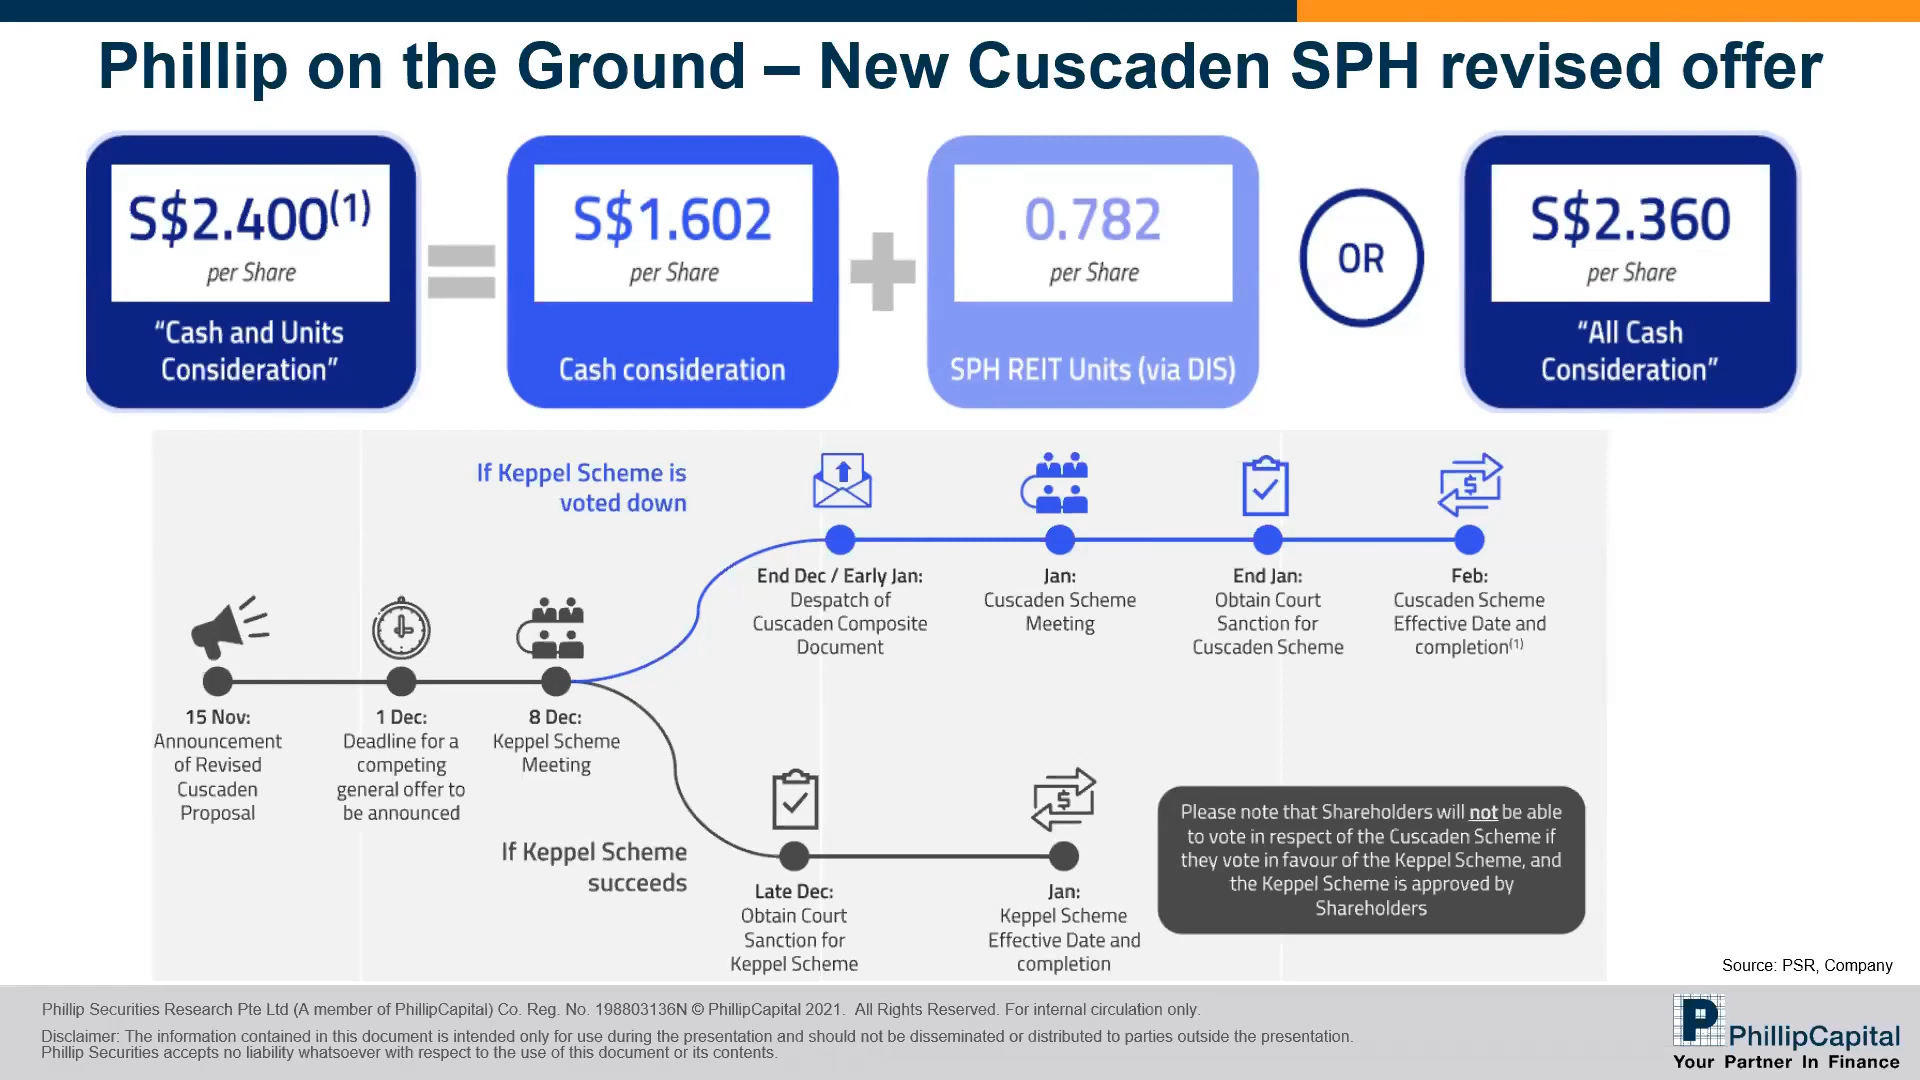 Phillip on the Ground – New Cuscaden SPH revised offer
S$2.400(1)
per Share
“Cash and Units
Consideration”
S$1.602
per Share
Cash consideration
0.782
per Share
SPH REIT Units (via DIS)
OR
S$2.360
per Share
“All Cash
Consideration”
If Keppel Scheme is
voted down
End Dec / Early Jan:
Despatch of
Cuscaden Composite
Document
Jan:
Cuscaden Scheme
Meeting
End Jan:
Obtain Court
Sanction for
Cuscaden Scheme
Feb:
Cuscaden Scheme
Effective Date and
completion(1)
15 Nov:
Announcement
of Revised
Cuscaden
Proposal
1 Dec:
Deadline for a
competing
general offer to
be announced
8 Dec:
Keppel Scheme
Meeting
If Keppel Scheme
succeeds
Late Dec:
Obtain Court
Sanction for
Keppel Scheme
Jan:
Keppel Scheme
Effective Date and
completion
Please note that Shareholders will not be able
to vote in respect of the Cuscaden Scheme if
they vote in favour of the Keppel Scheme, and
the Keppel Scheme is approved by
Shareholders
Source: PSR, Company
Phillip Securities Research Pte Ltd (A member of PhillipCapital) Co. Reg. No. 198803136N © PhillipCapital 2021. All Rights Reserved. For internal circulation only.
Disclaimer: The information contained in this document is intended only for use during the presentation and should not be disseminated or distributed to parties outside the presentation.
Phillip Securities accepts no liability whatsoever with respect to the use of this document or its contents.
P
PhillipCapital
Your Partner In Finance